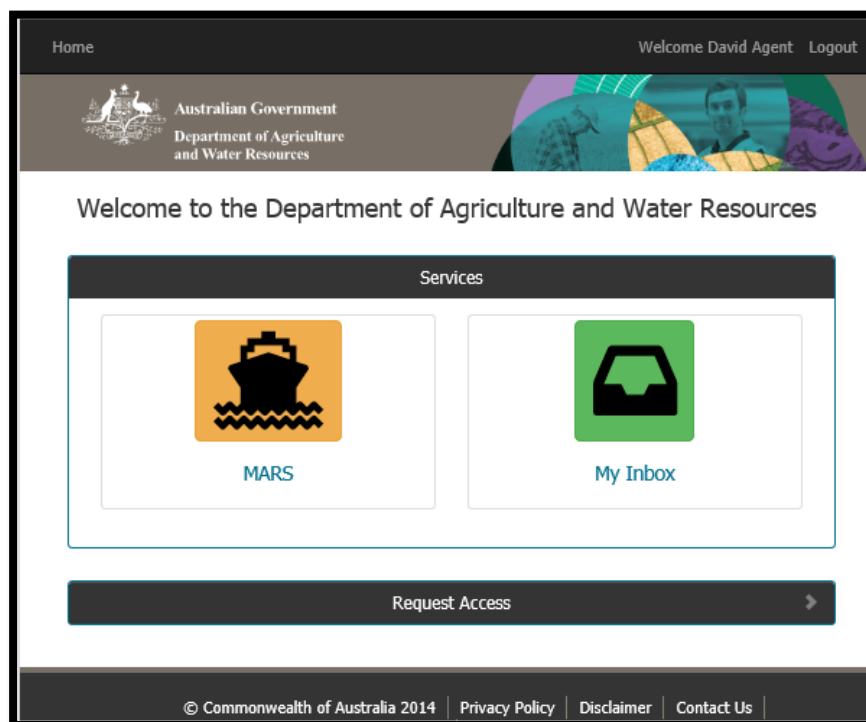 Home Welcome David Agent Logout
Australian Government
Department of Agriculture
and Water Resources
Welcome to the Department of Agriculture and Water Resources
Services
MARS My Inbox
Request Access
© Commonwealth of Australia 2014 Privacy Policy Disclaimer Contact Us